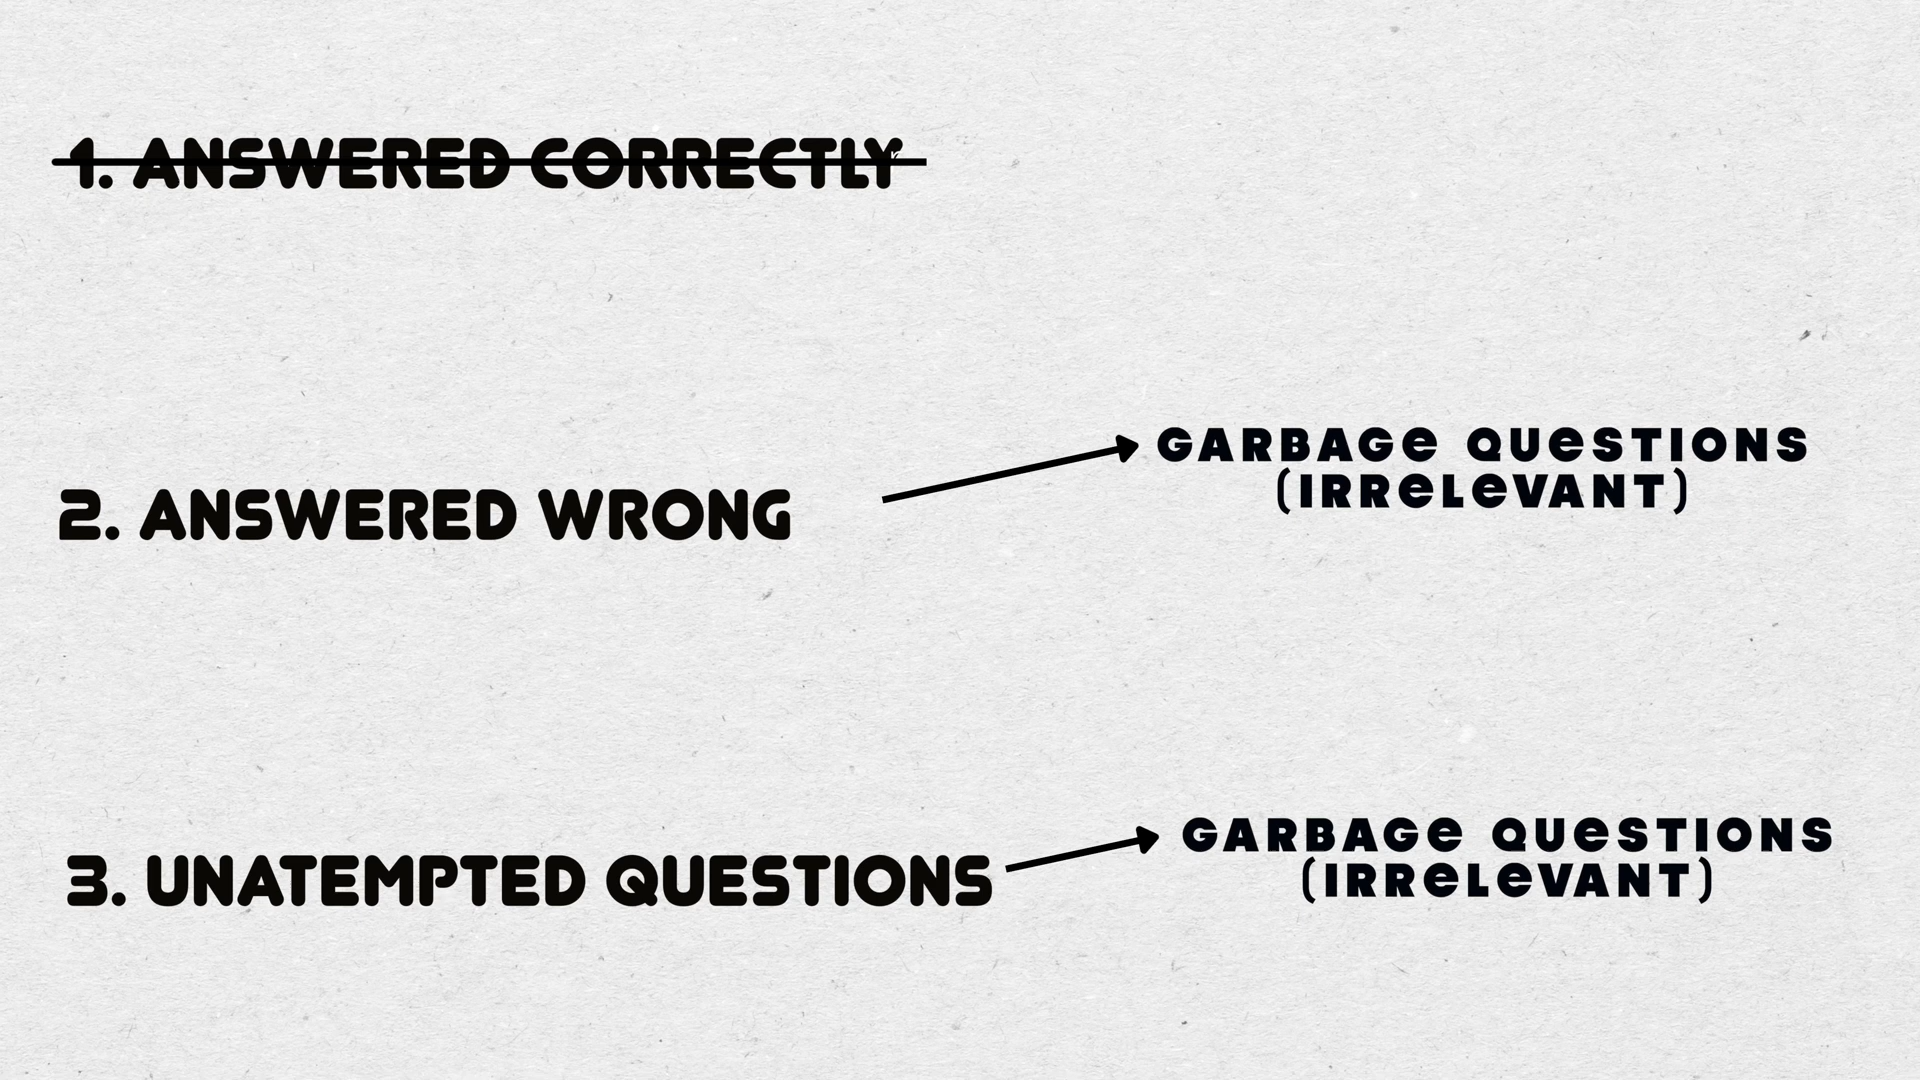 1. ANSWERED CORRECTLY
GARBAGe QUeSTIONS
(IRReLeVANT)
2. ANSWERED WRONG
GARBAGe QUeSTIONS
(IRReLeVANT)
3. UNATEMPTED QUESTIONS